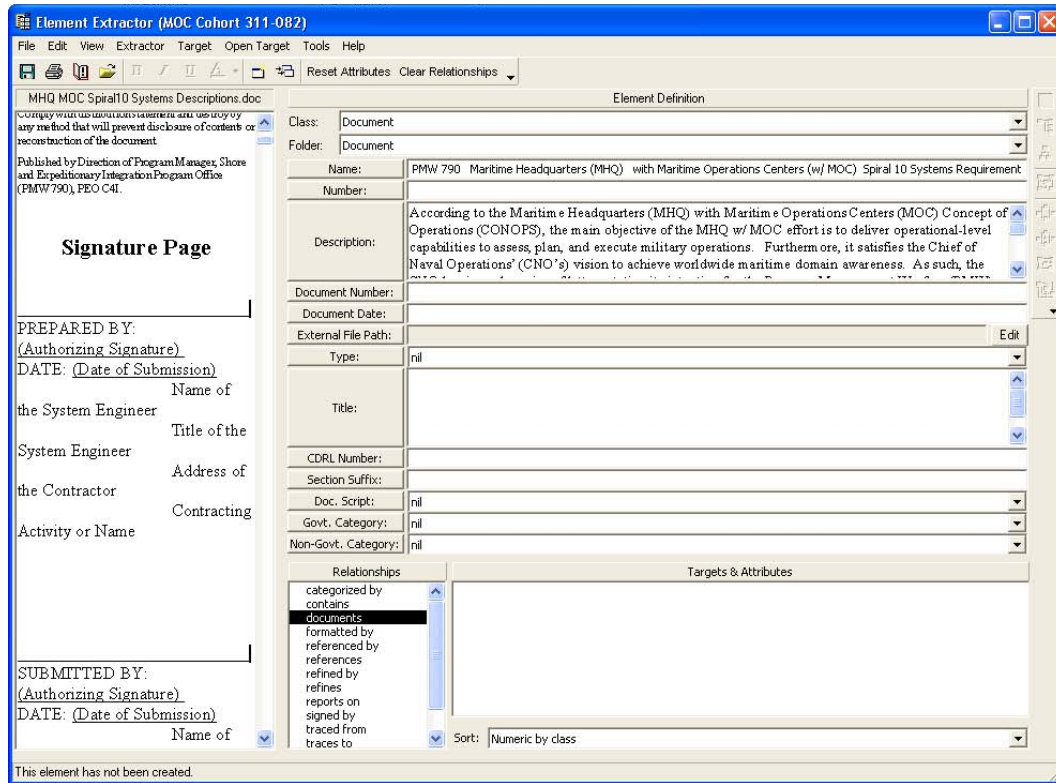 Element Extractor (MOC Cohort 311-082)
File Edit View Extractor Target Open Target Tools Help
Reset Attributes Clear Relationships
MHQ MOC Spiral10 Systems Descriptions.doc
Comply with distribution statement and destroy by
any method that will prevent disclosure of contents or
reconstruction of the document.
Published by Direction of Program Manager, Shore
and Expeditionary Integration Program Office
(PMW 790), PEO C4I.
Signature Page
PREPARED BY:
(Authorizing Signature)
DATE: (Date of Submission)
Name of
the System Engineer
Title of the
System Engineer
Address of
the Contractor
Contracting
Activity or Name
SUBMITTED BY:
(Authorizing Signature)
DATE: (Date of Submission)
Name of
Element Definition
Class: Document
Folder: Document
Name: PMW 790 Maritime Headquarters (MHQ) with Maritime Operations Centers (w/ MOC) Spiral 10 Systems Requirement
Number:
Description: According to the Maritime Headquarters (MHQ) with Maritime Operations Centers (MOC) Concept of
Operations (CONOPS), the main objective of the MHQ w/ MOC effort is to deliver operational-level
capabilities to assess, plan, and execute military operations. Furthermore, it satisfies the Chief of
Naval Operations' (CNO's) vision to achieve worldwide maritime domain awareness. As such, the
Document Number:
Document Date:
External File Path: Edit
Type: nil
Title:
CDRL Number:
Section Suffix:
Doc. Script: nil
Govt. Category: nil
Non-Govt. Category: nil
Relationships
categorized by
contains
documents
formatted by
referenced by
references
refined by
refines
reports on
signed by
traced from
traces to
Targets & Attributes
Sort: Numeric by class
This element has not been created.